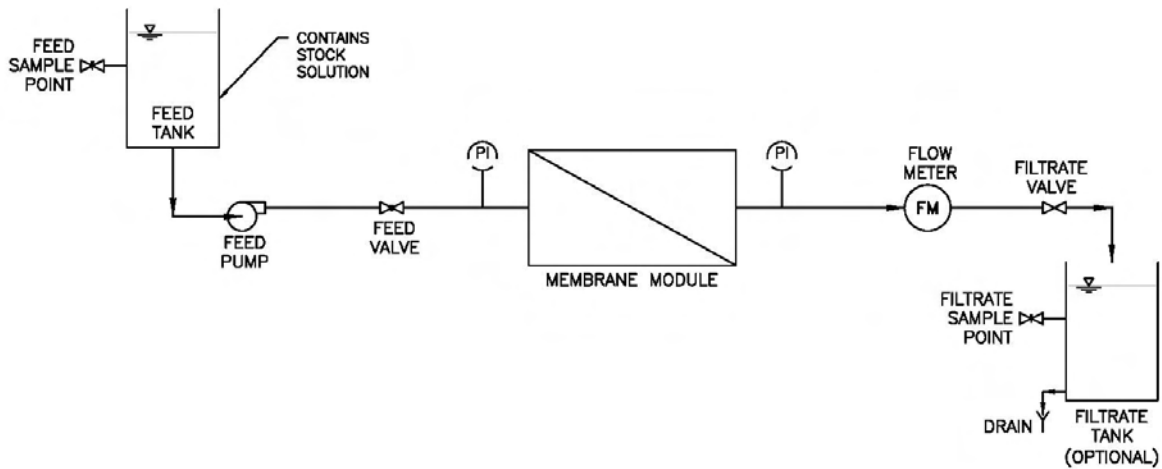 FEED
SAMPLE
POINT
CONTAINS
STOCK
SOLUTION
FEED
TANK
FEED
PUMP
FEED
VALVE
PI
MEMBRANE MODULE
PI
FLOW
METER
FM
FILTRATE
VALVE
FILTRATE
SAMPLE
POINT
DRAIN
FILTRATE
TANK
(OPTIONAL)